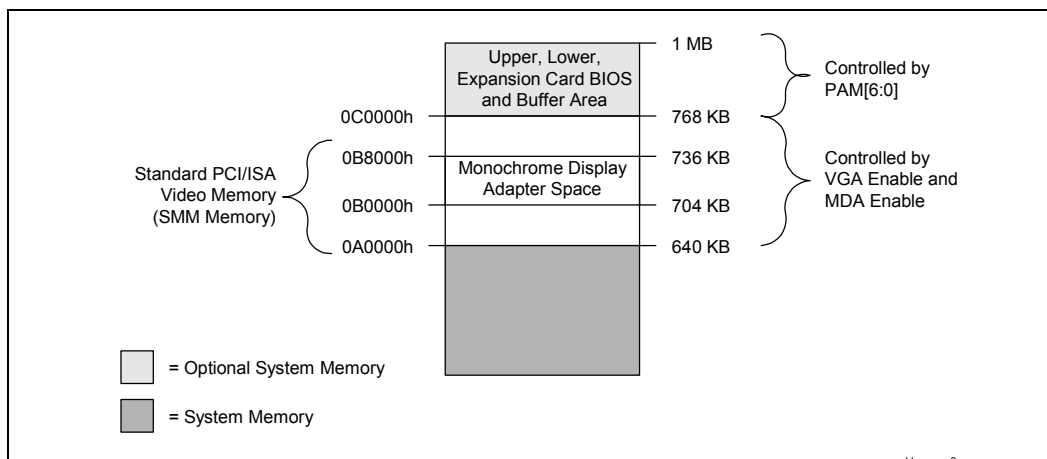 1 MB
Upper, Lower,
Expansion Card BIOS
and Buffer Area
Controlled by
PAM[6:0]
0C0000h
768 KB
0B8000h
736 KB
Standard PCI/ISA
Video Memory
(SMM Memory)
Monochrome Display
Adapter Space
Controlled by
VGA Enable and
MDA Enable
0B0000h
704 KB
0A0000h
640 KB
= Optional System Memory
= System Memory